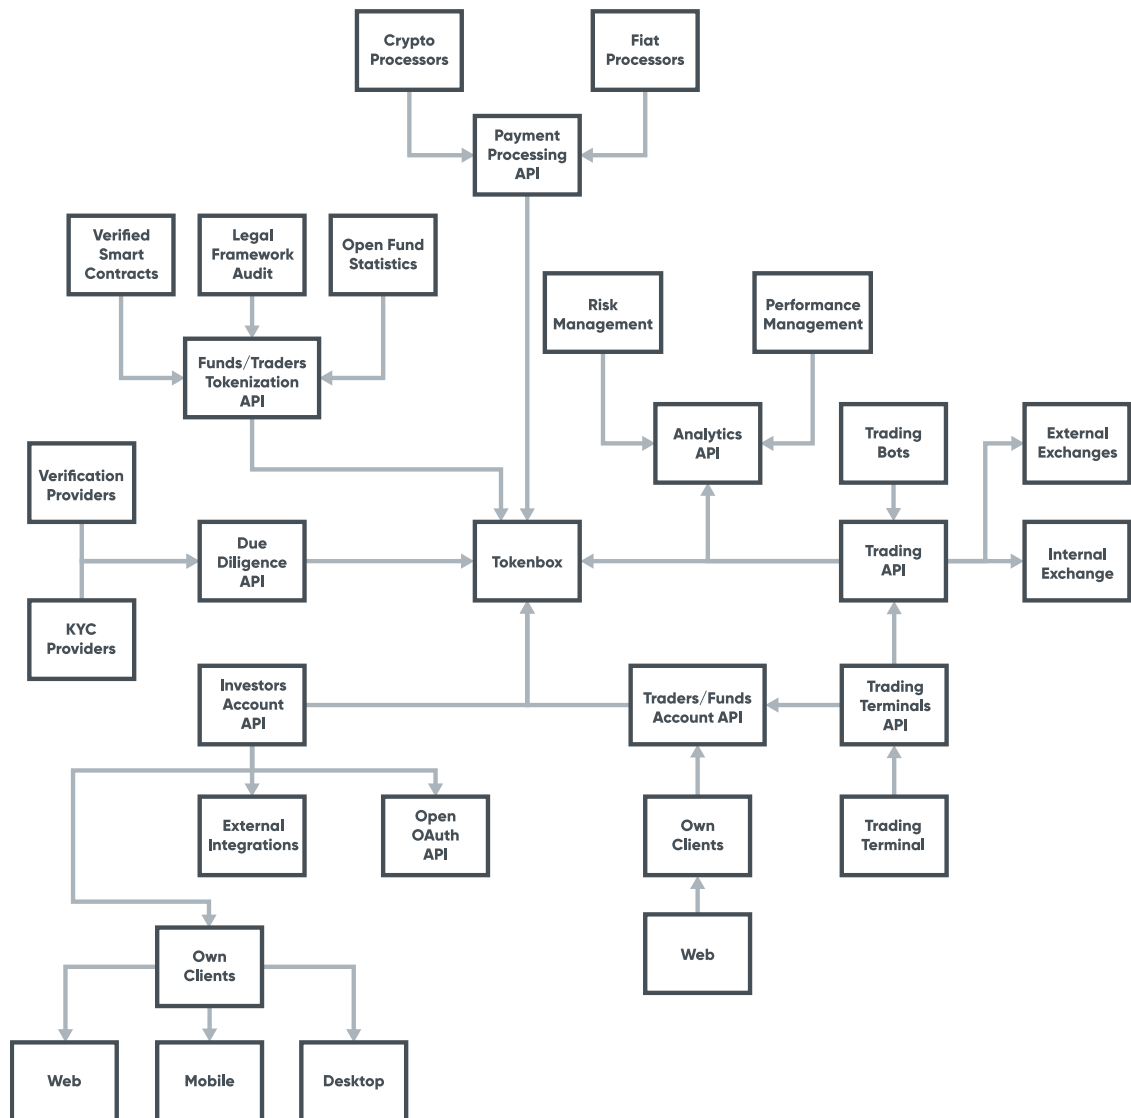 Crypto
Processors
Fiat
Processors
Payment
Processing
API
Verified
Smart
Contracts
Legal
Framework
Audit
Open Fund
Statistics
Risk
Management
Performance
Management
Funds/Traders
Tokenization
API
Analytics
API
Trading
Bots
External
Exchanges
Verification
Providers
Due
Diligence
API
Tokenbox
Trading
API
Internal
Exchange
KYC
Providers
Investors
Account
API
Traders/Funds
Account API
Trading
Terminals
API
External
Integrations
Open
OAuth
API
Own
Clients
Trading
Terminal
Own
Clients
Web
Web
Mobile
Desktop